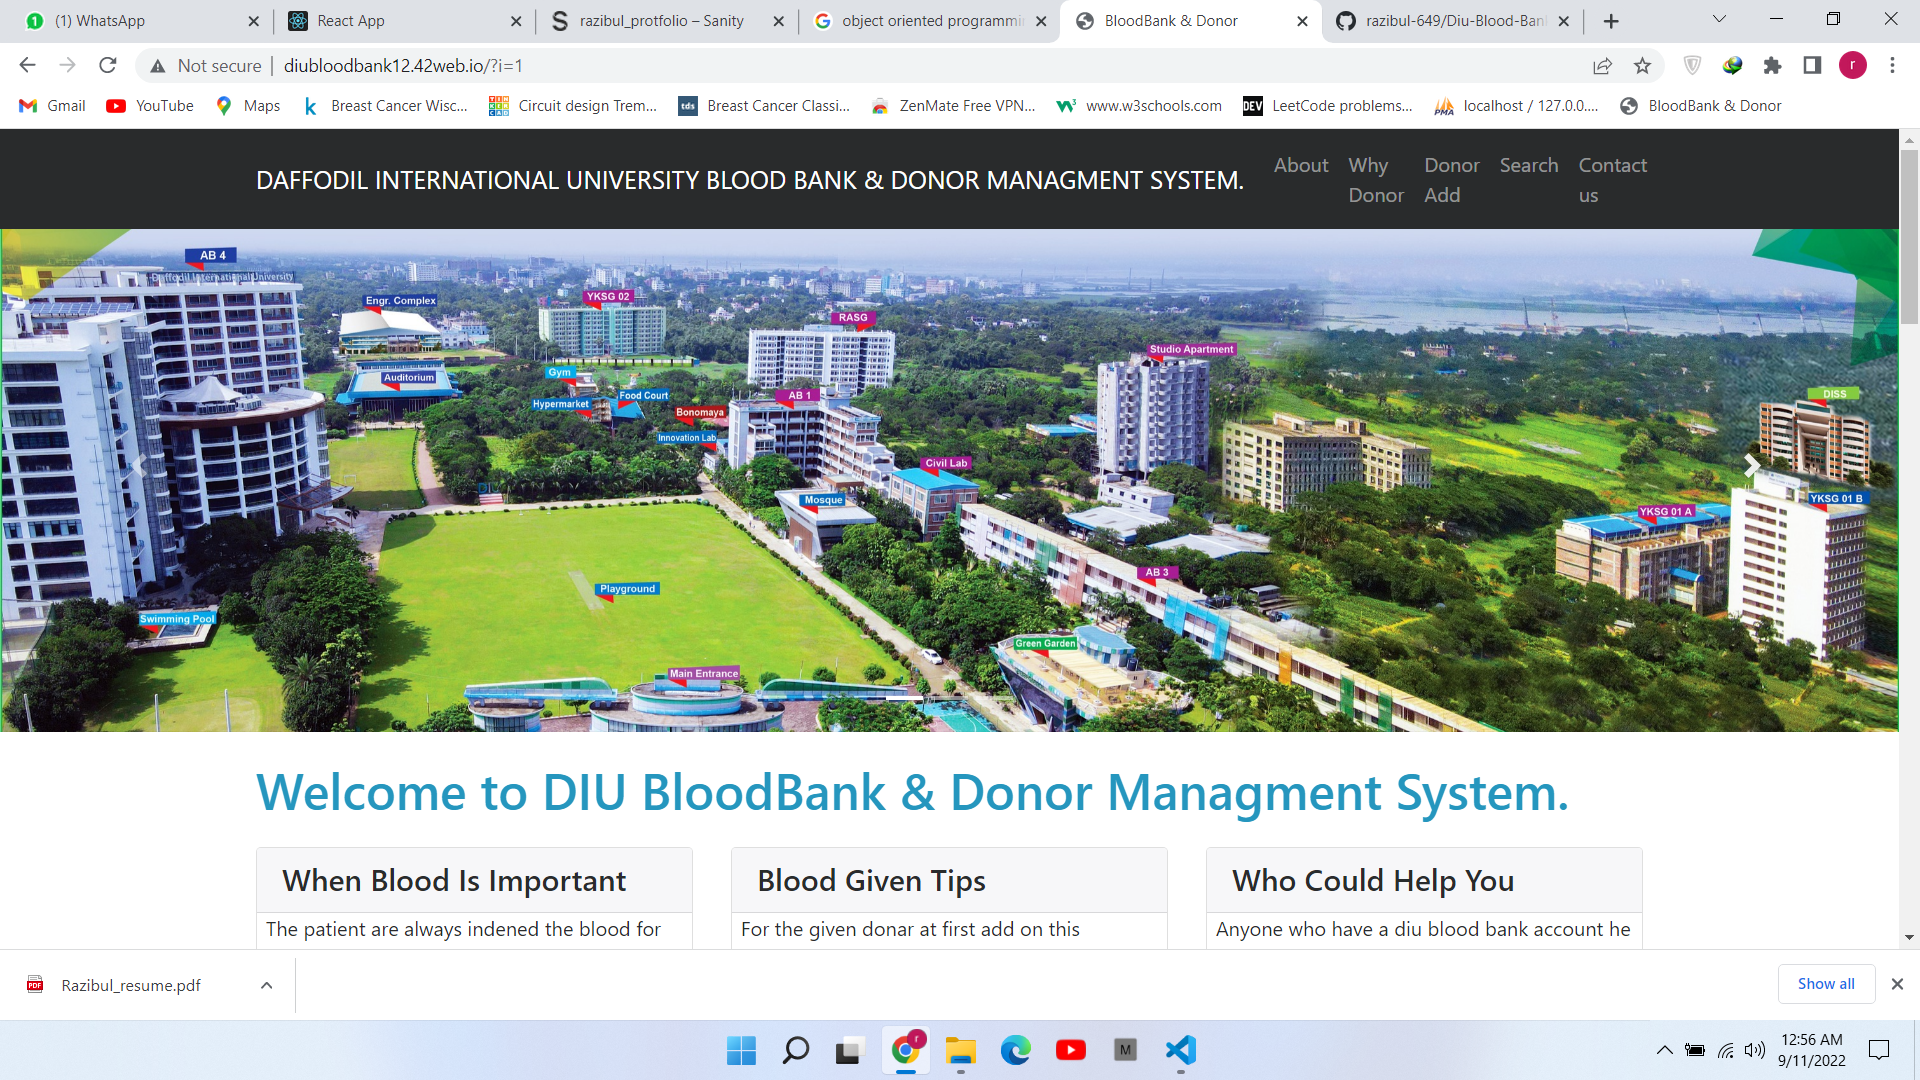 (1) WhatsApp
React App
razibul_protfolio – Sanity
object oriented programmin
BloodBank & Donor
razibul-649/Diu-Blood-Ban
Not secure
diubloodbank12.42web.io/?i=1
r
Gmail
YouTube
Maps
Breast Cancer Wisc...
Circuit design Trem...
tds
Breast Cancer Classi...
ZenMate Free VPN...
www.w3schools.com
DEV
LeetCode problems...
PMA
localhost / 127.0.0....
BloodBank & Donor
DAFFODIL INTERNATIONAL UNIVERSITY BLOOD BANK & DONOR MANAGMENT SYSTEM.
About
Why
Donor
Donor
Add
Search
Contact
us
AB 4
Daffodil International University
Engr. Complex
YKSG 02
RASG
Studio Apartment
Auditorium
Gym
Hypermarket
Food Court
AB 1
Bonomaya
Innovation Lab
DISS
Civil Lab
Mosque
YKSG 01 B
YKSG 01 A
AB 3
Playground
Swimming Pool
Green Garden
Main Entrance
Welcome to DIU BloodBank & Donor Managment System.
When Blood Is Important
The patient are always indened the blood for
Blood Given Tips
For the given donar at first add on this
Who Could Help You
Anyone who have a diu blood bank account he
PDF
Razibul_resume.pdf
Show all
r
M
12:56 AM
9/11/2022